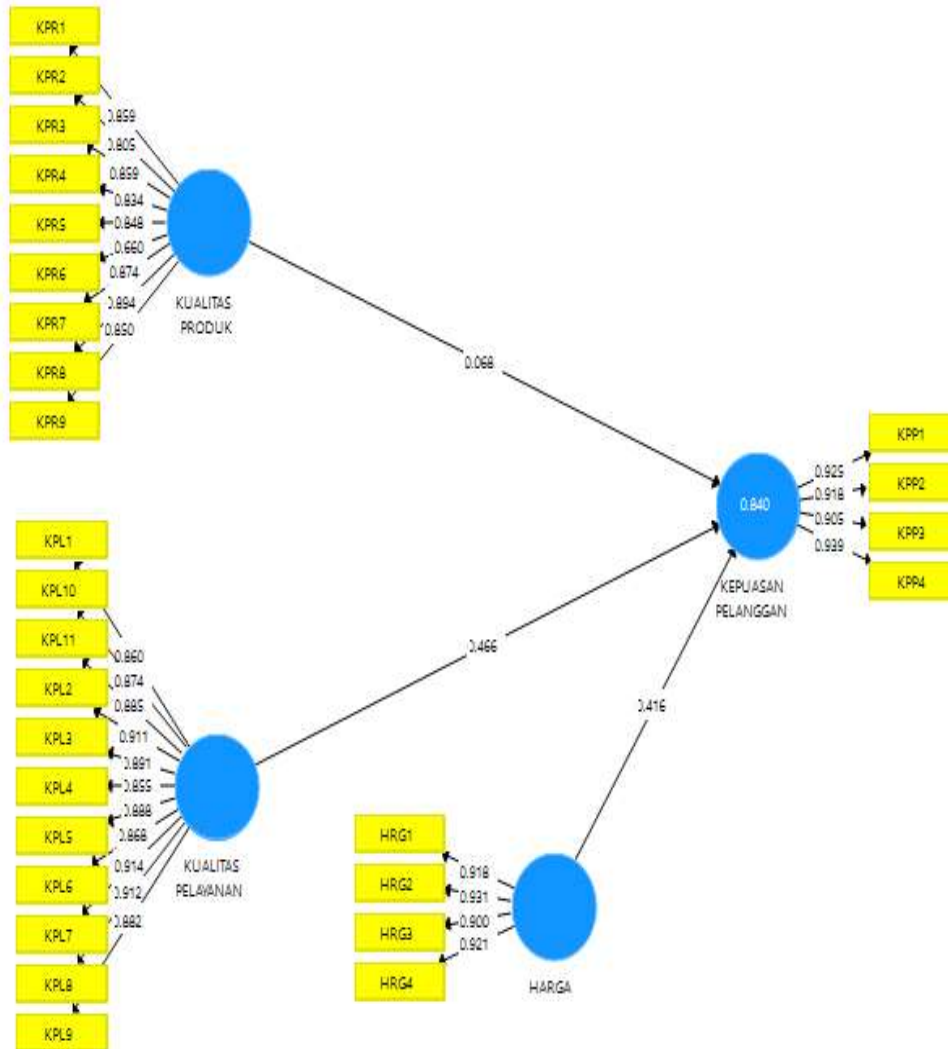 KPR1
KPR2
KPR3
KPR4
KPR5
KPR6
KPR7
KPR8
KPR9
0.859
0.805
0.859
0.834
0.848
0.660
0.874
0.894
0.850
KUALITAS
PRODUK
0.068
KPL1
KPL10
KPL11
KPL2
KPL3
KPL4
KPL5
KPL6
KPL7
KPL8
KPL9
0.860
0.874
0.885
0.911
0.891
0.855
0.888
0.868
0.914
0.912
0.882
KUALITAS
PELAYANAN
0.466
HRG1
HRG2
HRG3
HRG4
0.918
0.931
0.900
0.921
HARGA
0.416
0.840
KEPUASAN
PELANGGAN
0.925
0.918
0.905
0.939
KPP1
KPP2
KPP3
KPP4